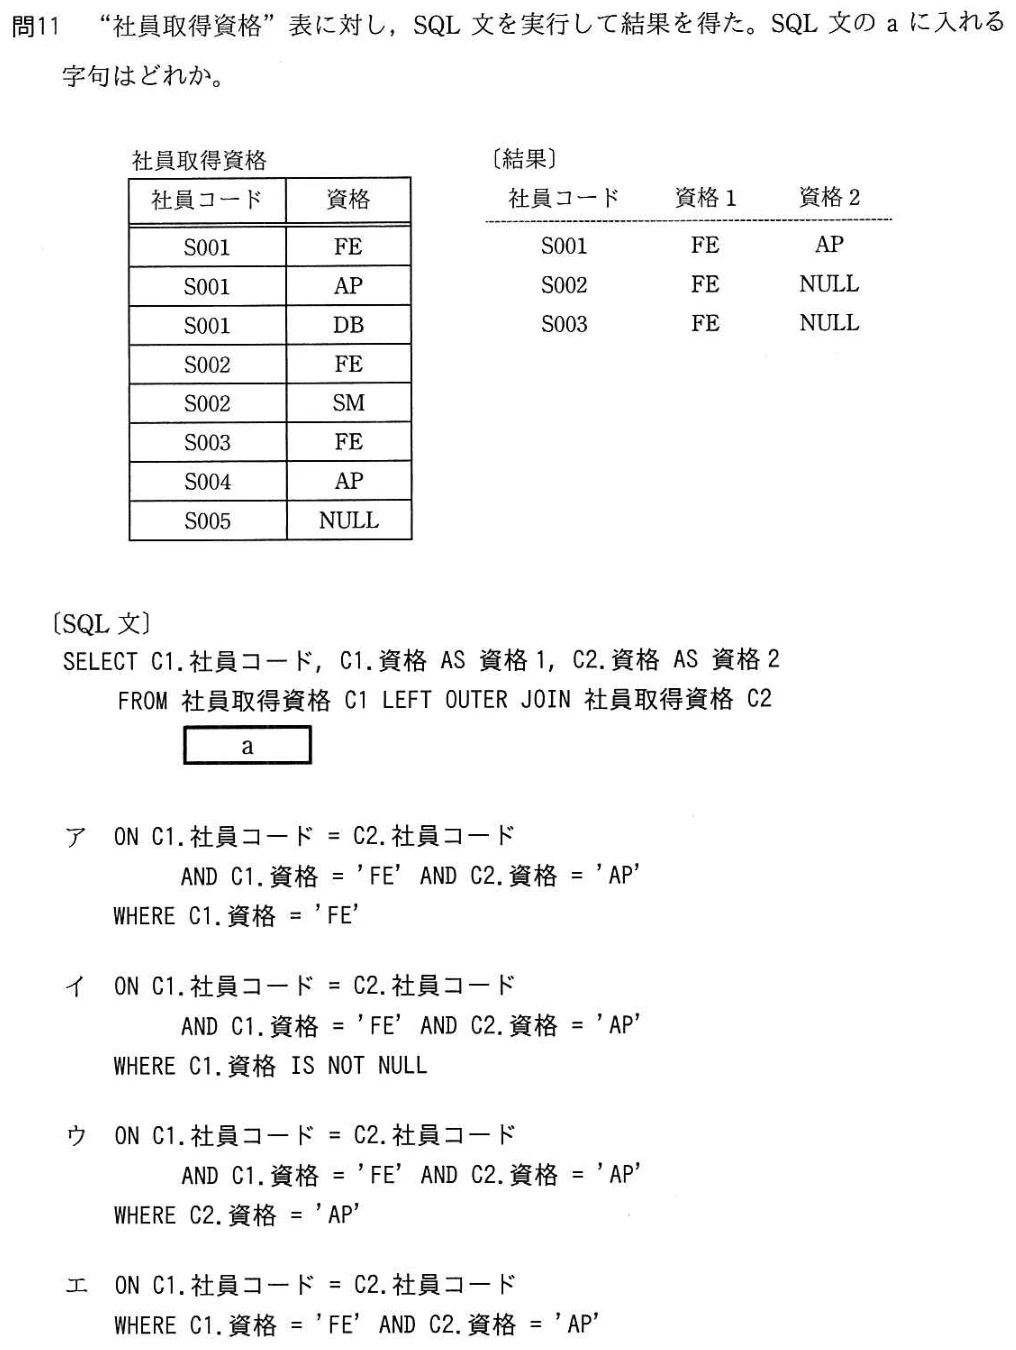 問11 “社員取得資格”表に対し，SQL 文を実行して結果を得た。SQL 文の a に入れる
字句はどれか。
社員取得資格
社員コード 資格
S001 FE
S001 AP
S001 DB
S002 FE
S002 SM
S003 FE
S004 AP
S005 NULL
〔結果〕
社員コード 資格1 資格2
S001 FE AP
S002 FE NULL
S003 FE NULL
〔SQL 文〕
SELECT C1.社員コード, C1.資格 AS 資格1, C2.資格 AS 資格2
FROM 社員取得資格 C1 LEFT OUTER JOIN 社員取得資格 C2
a
ア ON C1.社員コード = C2.社員コード
AND C1.資格 = ’FE’ AND C2.資格 = ’AP’
WHERE C1.資格 = ’FE’
イ ON C1.社員コード = C2.社員コード
AND C1.資格 = ’FE’ AND C2.資格 = ’AP’
WHERE C1.資格 IS NOT NULL
ウ ON C1.社員コード = C2.社員コード
AND C1.資格 = ’FE’ AND C2.資格 = ’AP’
WHERE C2.資格 = ’AP’
エ ON C1.社員コード = C2.社員コード
WHERE C1.資格 = ’FE’ AND C2.資格 = ’AP’